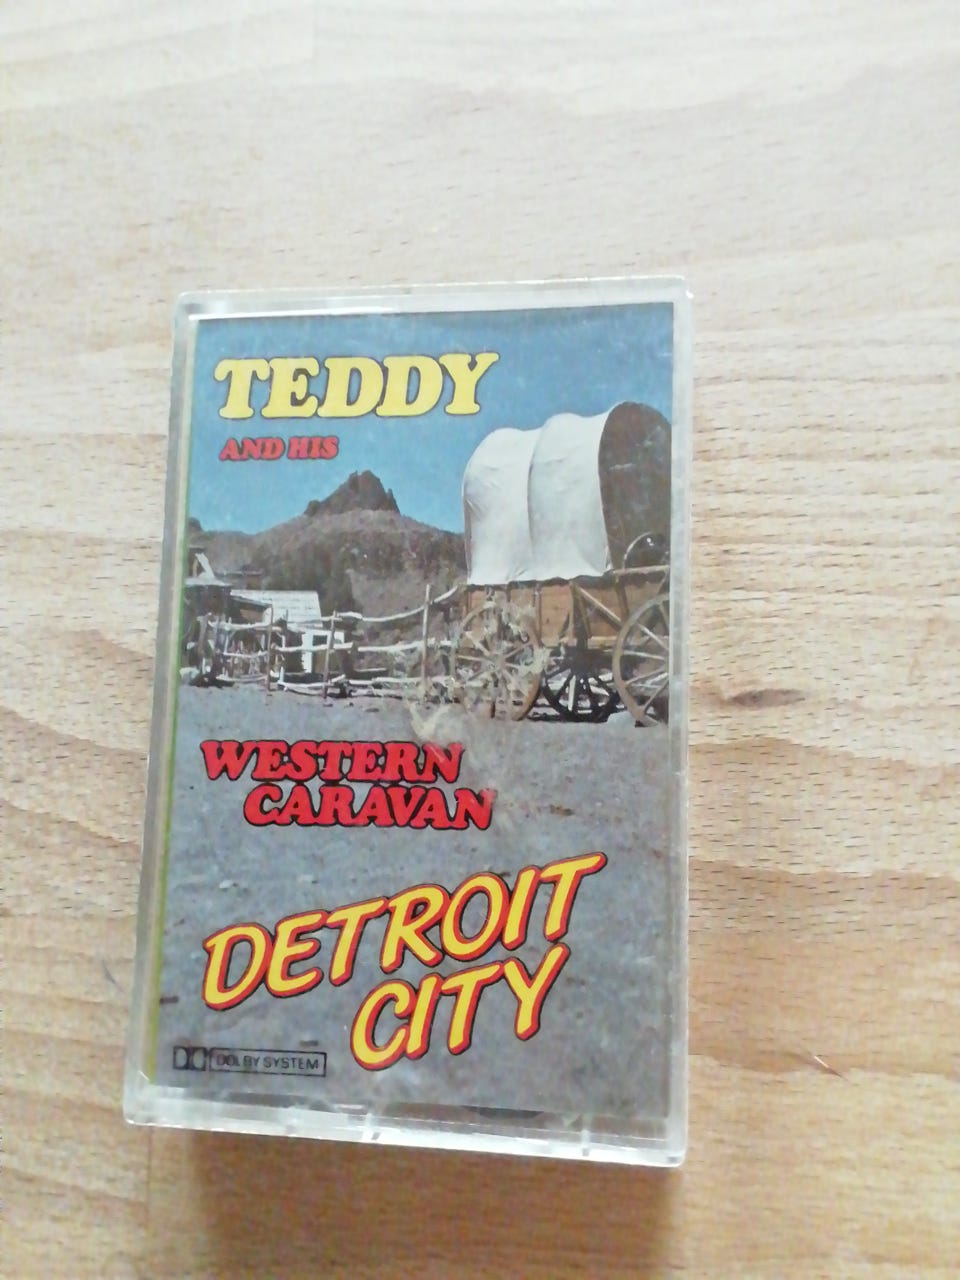 TEDDY
AND HIS
WESTERN
CARAVAN
DETROIT
CITY
DOLBY SYSTEM